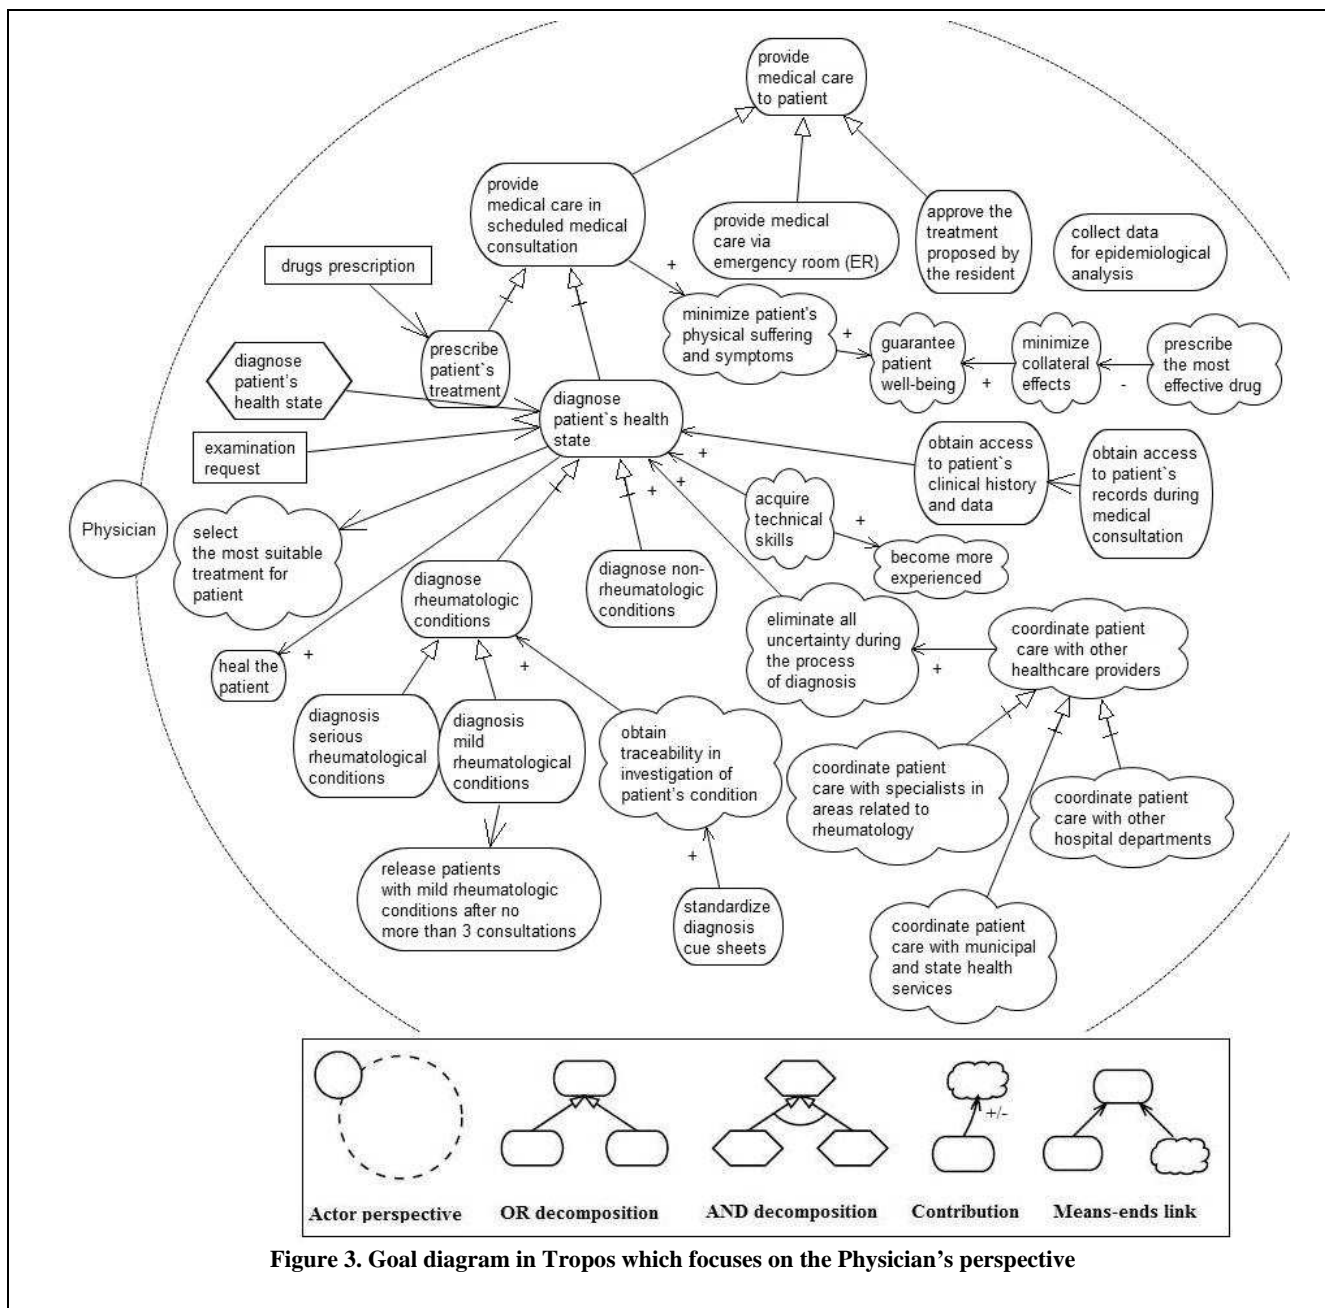 provide
medical care
to patient
provide
medical care in
scheduled medical
consultation
provide medical
care via
emergency room (ER)
approve the
treatment
proposed by
the resident
collect data
for epidemiological
analysis
drugs prescription
+
minimize patient's
physical suffering
and symptoms
+
guarantee
patient
well-being
+
minimize
collateral
effects
-
prescribe
the most
effective drug
prescribe
patient`s
treatment
diagnose
patient's
health state
diagnose
patient`s health
state
examination
request
obtain access
to patient`s
clinical history
and data
obtain access
to patient`s
records during
medical
consultation
+
+
+
acquire
technical
skills
+
become more
experienced
Physician
select
the most suitable
treatment for
patient
diagnose
rheumatologic
conditions
diagnose non-
rheumatologic
conditions
eliminate all
uncertainty during
the process
of diagnosis
+
coordinate patient
care with other
healthcare providers
heal the
patient
+
+
diagnosis
serious
rheumatological
conditions
diagnosis
mild
rheumatological
conditions
obtain
traceability in
investigation of
patient's condition
coordinate patient
care with specialists in
areas related to
rheumatology
coordinate patient
care with other
hospital departments
release patients
with mild rheumatologic
conditions after no
more than 3 consultations
+
standardize
diagnosis
cue sheets
coordinate patient
care with municipal
and state health
services
+/-
Actor perspective
OR decomposition
AND decomposition
Contribution
Means-ends link
Figure 3. Goal diagram in Tropos which focuses on the Physician's perspective